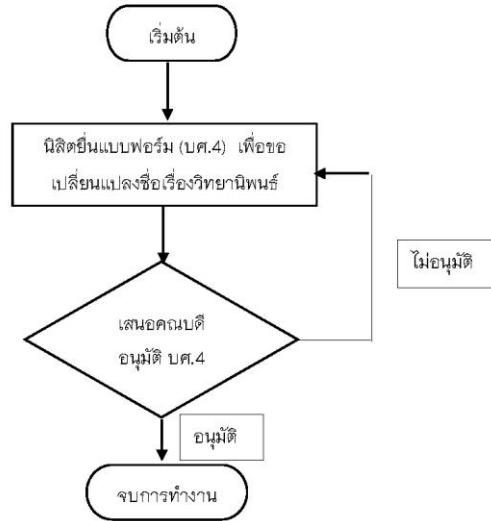 เริ่มต้น
นิสิตยื่นแบบฟอร์ม (บศ.4) เพื่อขอ
เปลี่ยนแปลงชื่อเรื่องวิทยานิพนธ์
ไม่อนุมัติ
เสนอคณบดี
อนุมัติ บศ.4
อนุมัติ
จบการทำงาน